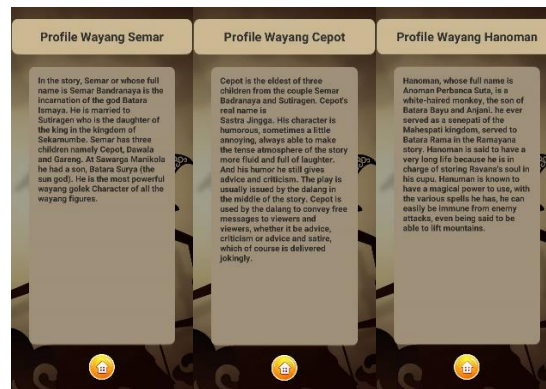 Profile Wayang Semar
In the story, Semar or whose full
name is Semar Bandranaya is the
incarnation of the god Batara
Ismaya. He is married to
Sutiragen who is the daughter of
the king in the kingdom of
Sekarnumbe. Semar has three
children namely Cepot, Dawala
and Gareng. At Sawarga Manikola
he had a son, Batara Surya (the
sun god). He is the most powerful
wayang golek Character of all the
wayang figures.
Profile Wayang Cepot
Cepot is the eldest of three
children from the couple Semar
Badranaya and Sutiragen. Cepot's
real name is
Sastra Jingga. His character is
humorous, sometimes a little
annoying, always able to make
the tense atmosphere of the story
more fluid and full of laughter.
And his humor he still gives
advice and criticism. The play is
usually issued by the dalang in
the middle of the story. Cepot is
used by the dalang to convey free
messages to viewers and
viewers, whether it be advice,
criticism or advice and satire,
which of course is delivered
jokingly.
Profile Wayang Hanoman
Hanoman, whose full name is
Anoman Perbanca Suta, is a
white-haired monkey, the son of
Batara Bayu and Anjani. he ever
served as a senepati of the
Mahespati kingdom, served to
Batara Rama in the Ramayana
story. Hanoman is said to have a
very long life because he is in
charge of storing Ravana's soul in
his cupu. Hanuman is known to
have a magical power to use, with
the various spells he has, he can
easily be immune from enemy
attacks, even being said to be
able to lift mountains.